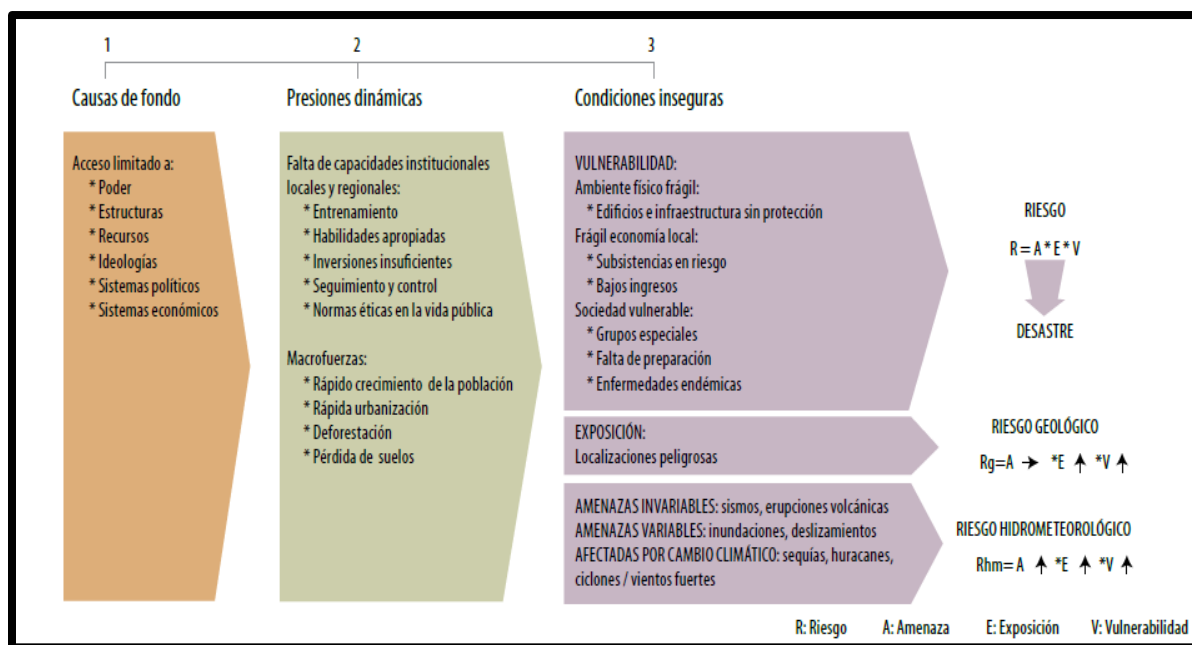 1
2
3
Causas de fondo
Presiones dinámicas
Condiciones inseguras
Acceso limitado a:
* Poder
* Estructuras
* Recursos
* Ideologías
* Sistemas políticos
* Sistemas económicos
Falta de capacidades institucionales
locales y regionales:
* Entrenamiento
* Habilidades apropiadas
* Inversiones insuficientes
* Seguimiento y control
* Normas éticas en la vida pública
Macrofuerzas:
* Rápido crecimiento de la población
* Rápida urbanización
* Deforestación
* Pérdida de suelos
VULNERABILIDAD:
Ambiente físico frágil:
* Edificios e infraestructura sin protección
Frágil economía local:
* Subsistencias en riesgo
* Bajos ingresos
Sociedad vulnerable:
* Grupos especiales
* Falta de preparación
* Enfermedades endémicas
EXPOSICIÓN:
Localizaciones peligrosas
AMENAZAS INVARIABLES: sismos, erupciones volcánicas
AMENAZAS VARIABLES: inundaciones, deslizamientos
AFECTADAS POR CAMBIO CLIMÁTICO: sequías, huracanes,
ciclones / vientos fuertes
RIESGO
R = A * E * V
DESASTRE
RIESGO GEOLÓGICO
Rg=A → *E ↑ *V ↑
RIESGO HIDROMETEOROLÓGICO
Rhm= A ↑ *E ↑ *V ↑
R: Riesgo A: Amenaza E: Exposición V: Vulnerabilidad